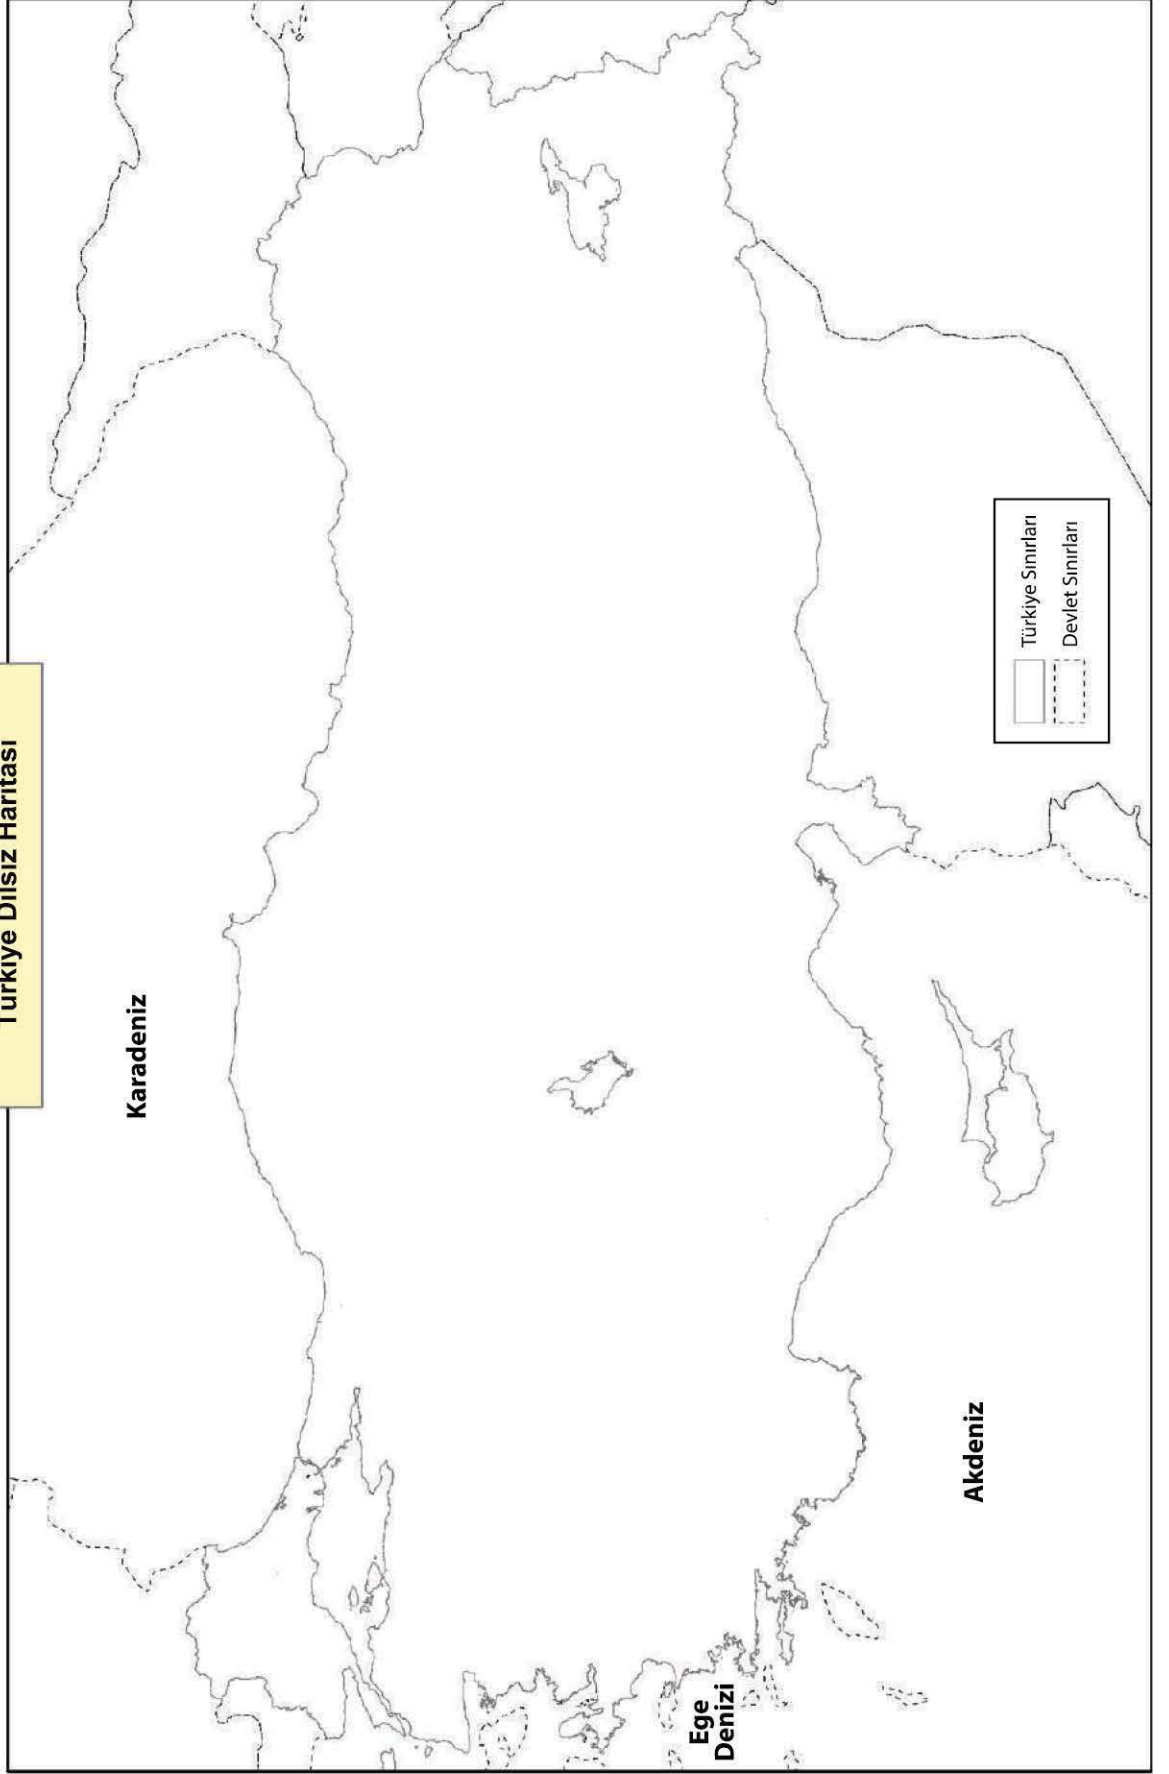 Türkiye Dilsiz Haritası
Karadeniz
Ege
Denizi
Akdeniz
Türkiye Sınırları
Devlet Sınırları